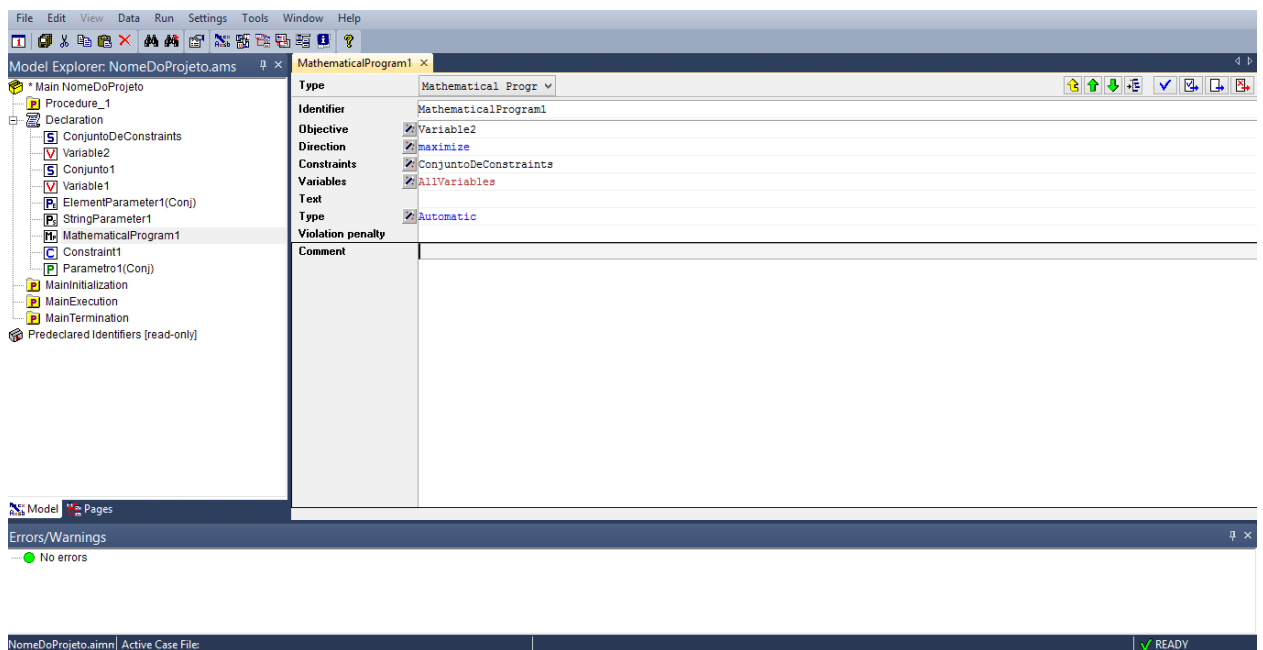 File Edit View Data Run Settings Tools Window Help
Model Explorer: NomeDoProjeto.ams
MathematicalProgram1
* Main NomeDoProjeto
Procedure_1
Declaration
ConjuntoDeConstraints
Variable2
Conjunto1
Variable1
ElementParameter1(Conj)
StringParameter1
MathematicalProgram1
Constraint1
Parametro1(Conj)
MainInitialization
MainExecution
MainTermination
Predeclared Identifiers [read-only]
Type Mathematical Progr
Identifier MathematicalProgram1
Objective Variable2
Direction maximize
Constraints ConjuntoDeConstraints
Variables AllVariables
Text
Type Automatic
Violation penalty
Comment
Model Pages
Errors/Warnings
No errors
NomeDoProjeto.aimn Active Case File: READY